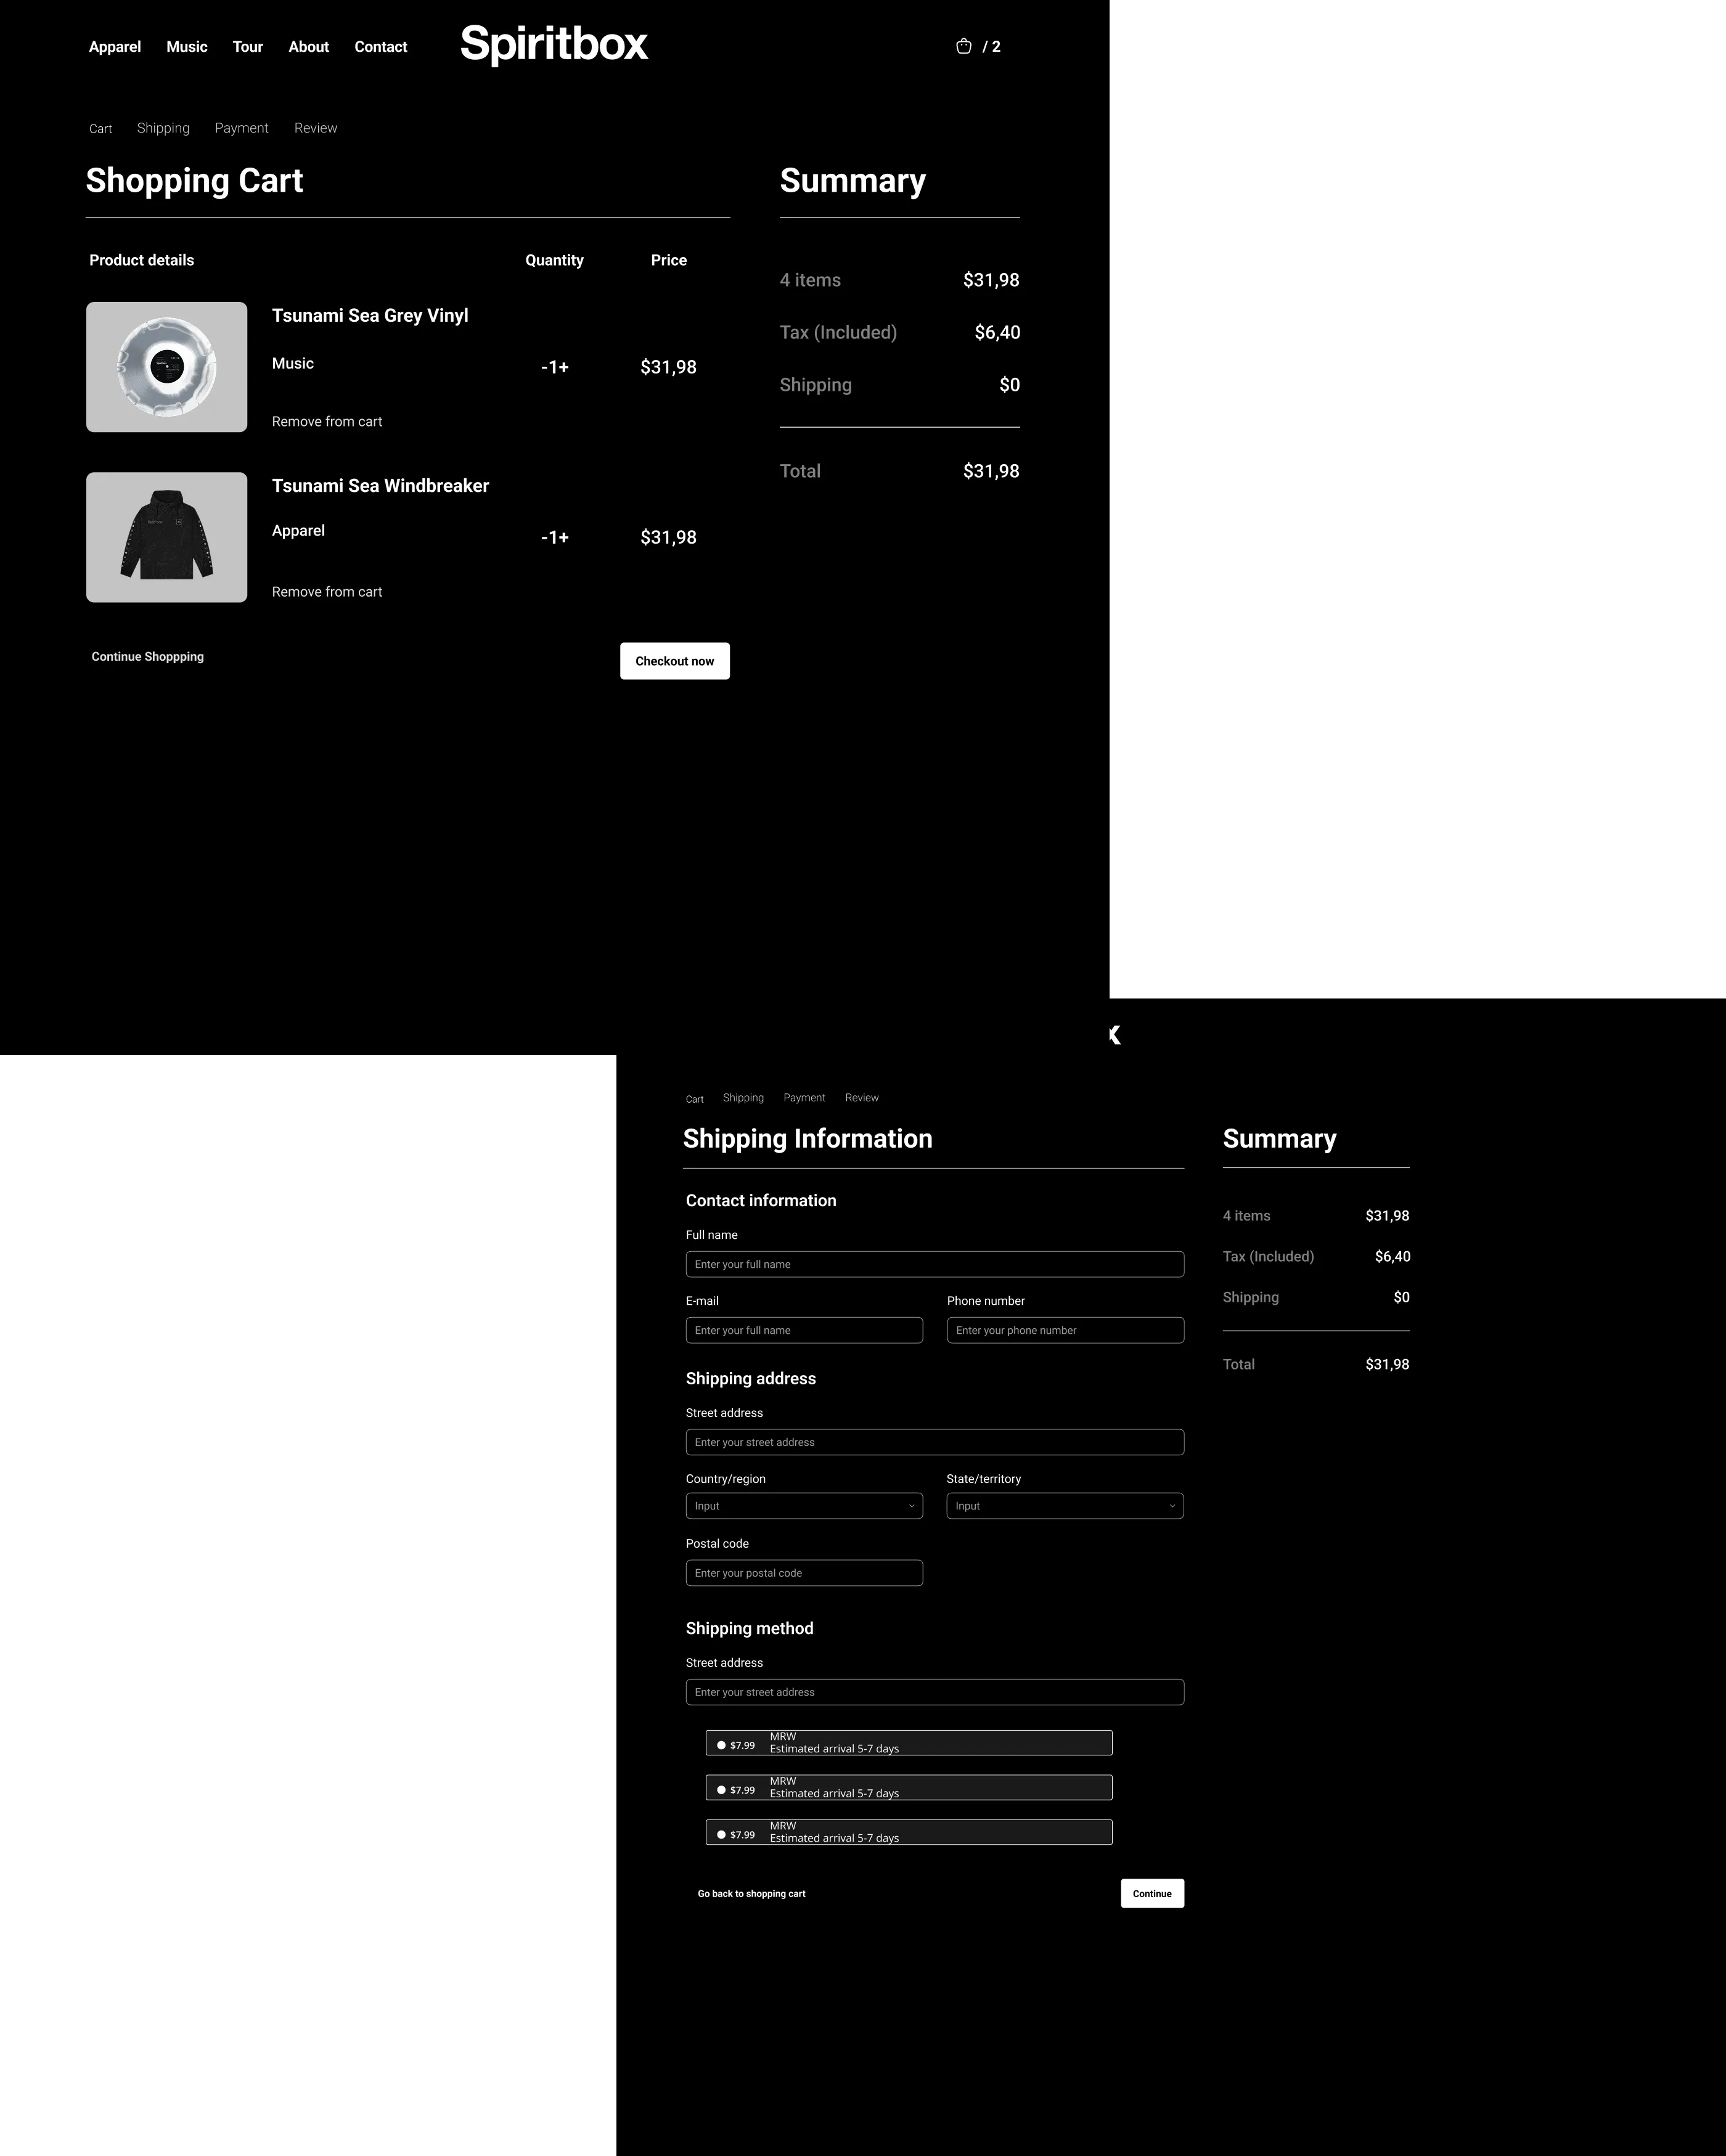 Apparel Music Tour About Contact Spiritbox / 2
Cart Shipping Payment Review
Shopping Cart
Product details Quantity Price
Tsunami Sea Grey Vinyl
Music -1+ $31,98
Remove from cart
Tsunami Sea Windbreaker
Apparel -1+ $31,98
Remove from cart
Continue Shoppping Checkout now
Summary
4 items $31,98
Tax (Included) $6,40
Shipping $0
Total $31,98
x
Cart Shipping Payment Review
Shipping Information
Contact information
Full name
Enter your full name
E-mail Phone number
Enter your full name Enter your phone number
Shipping address
Street address
Enter your street address
Country/region State/territory
Input Input
Postal code
Enter your postal code
Shipping method
Street address
Enter your street address
MRW
$7.99 Estimated arrival 5-7 days
MRW
$7.99 Estimated arrival 5-7 days
MRW
$7.99 Estimated arrival 5-7 days
Go back to shopping cart Continue
Summary
4 items $31,98
Tax (Included) $6,40
Shipping $0
Total $31,98